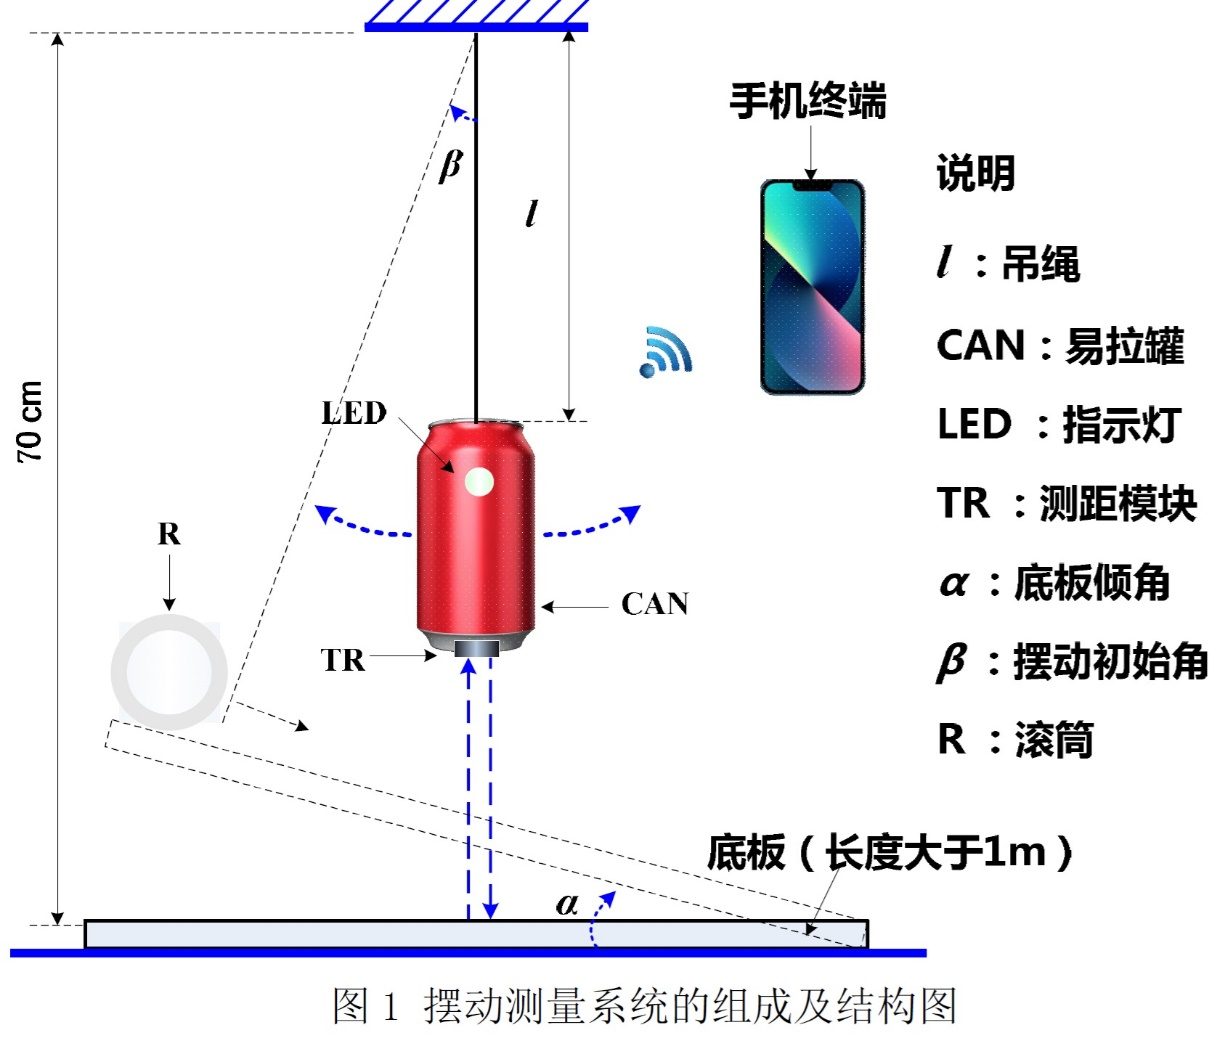 手机终端
说明
β
l
l ：吊绳
70 cm
CAN：易拉罐
LED
LED ：指示灯
TR ：测距模块
R
α ：底板倾角
CAN
TR
β ：摆动初始角
R ：滚筒
底板（长度大于1m）
α
图 1 摆动测量系统的组成及结构图